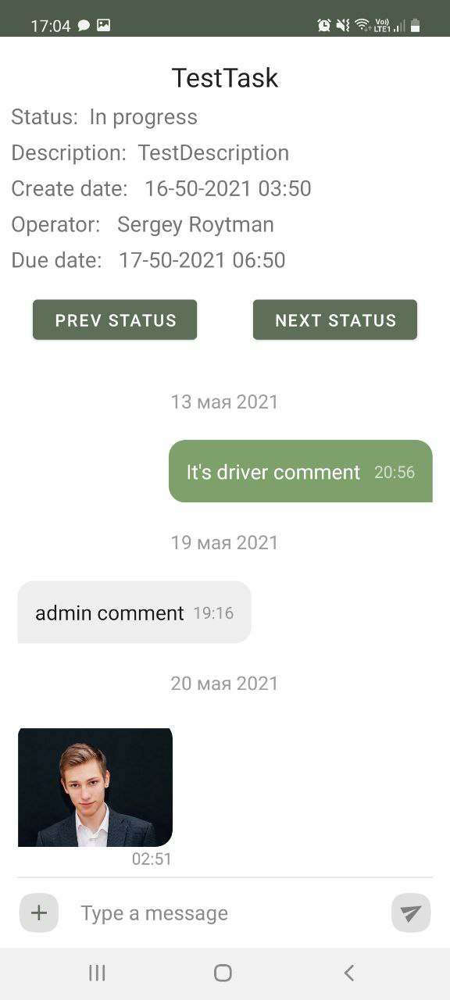 17:04 Vo) LTE1
TestTask
Status: In progress
Description: TestDescription
Create date: 16-50-2021 03:50
Operator: Sergey Roytman
Due date: 17-50-2021 06:50
PREV STATUS NEXT STATUS
13 мая 2021
It's driver comment 20:56
19 мая 2021
admin comment 19:16
20 мая 2021
02:51
Type a message